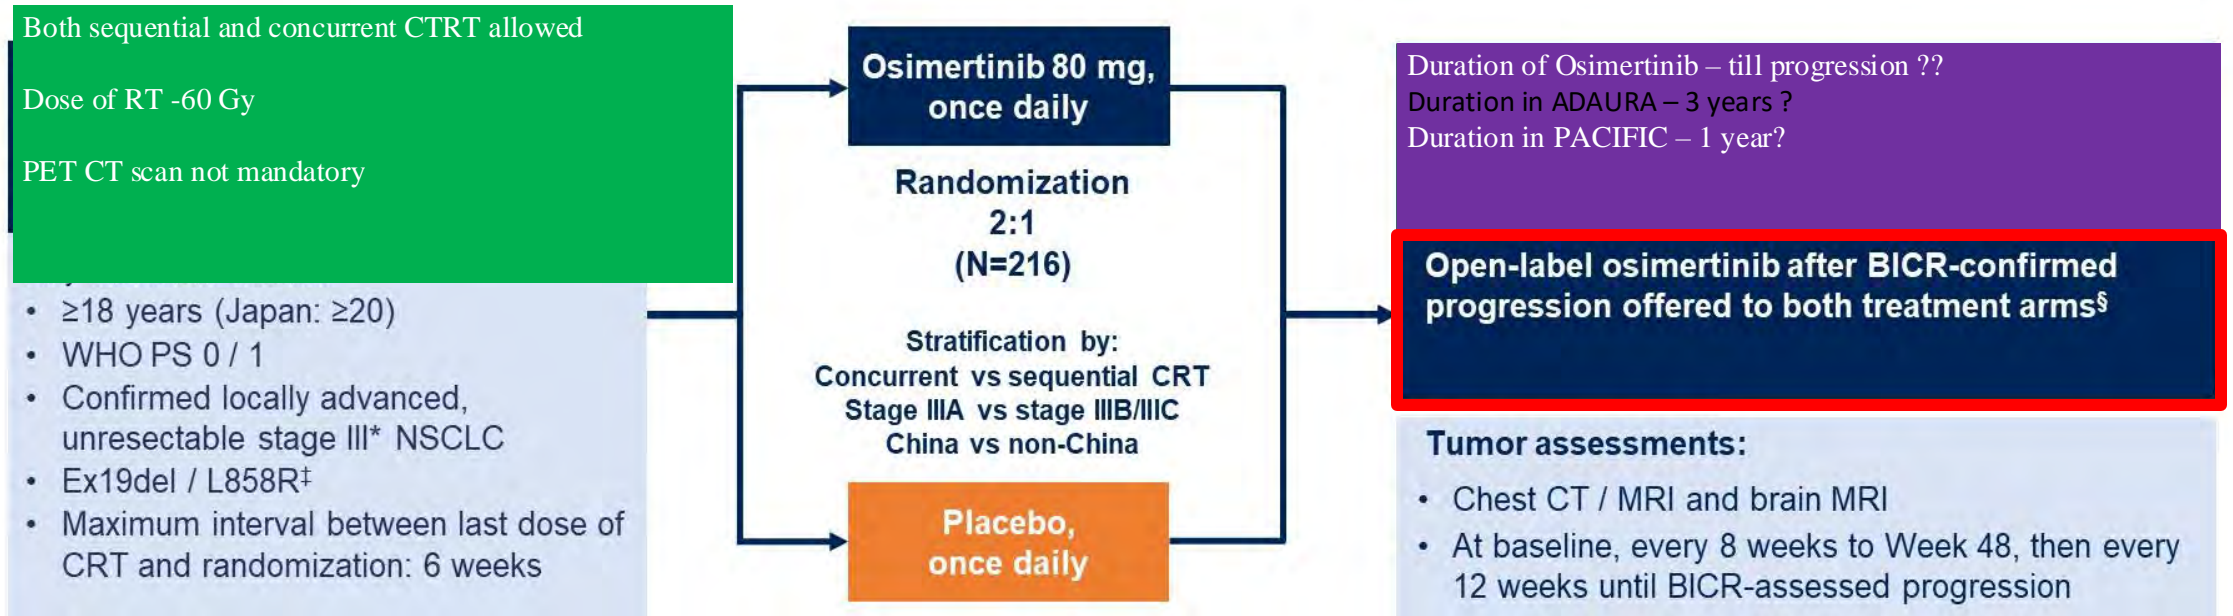 Both sequential and concurrent CTRT allowed
Dose of RT -60 Gy
PET CT scan not mandatory
• ≥18 years (Japan: ≥20)
• WHO PS 0 / 1
• Confirmed locally advanced,
unresectable stage III* NSCLC
• Ex19del / L858R‡
• Maximum interval between last dose of
CRT and randomization: 6 weeks
Osimertinib 80 mg,
once daily
Randomization
2:1
(N=216)
Stratification by:
Concurrent vs sequential CRT
Stage IIIA vs stage IIIB/IIIC
China vs non-China
Placebo,
once daily
Duration of Osimertinib – till progression ??
Duration in ADAURA – 3 years ?
Duration in PACIFIC – 1 year?
Open-label osimertinib after BICR-confirmed
progression offered to both treatment arms§
Tumor assessments:
• Chest CT / MRI and brain MRI
• At baseline, every 8 weeks to Week 48, then every
12 weeks until BICR-assessed progression